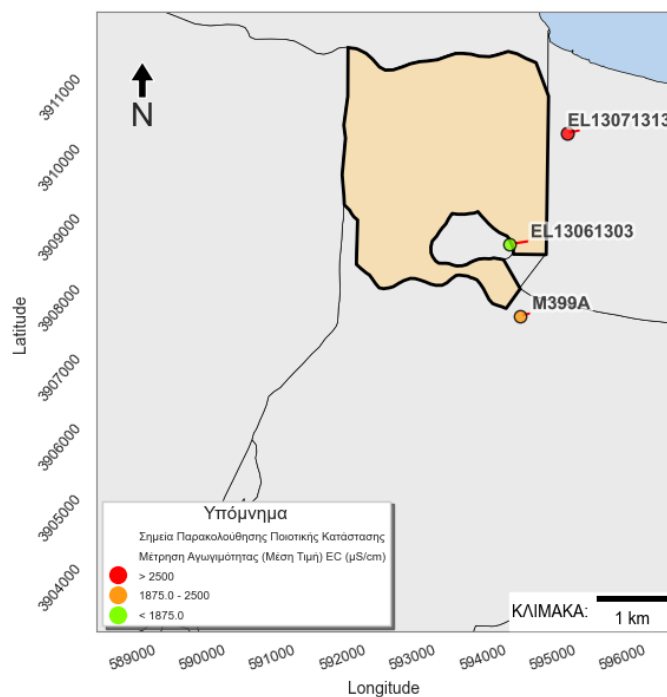 3911000
3910000
3909000
3908000
3907000
3906000
3905000
3904000
Latitude
N
EL13071313
EL13061303
M399A
Υπόμνημα
Σημεία Παρακολούθησης Ποιοτικής Κατάστασης
Μέτρηση Αγωγιμότητας (Μέση Τιμή) EC (μS/cm)
> 2500
1875.0 - 2500
< 1875.0
ΚΛΙΜΑΚΑ:
1 km
589000
590000
591000
592000
593000
594000
595000
596000
Longitude